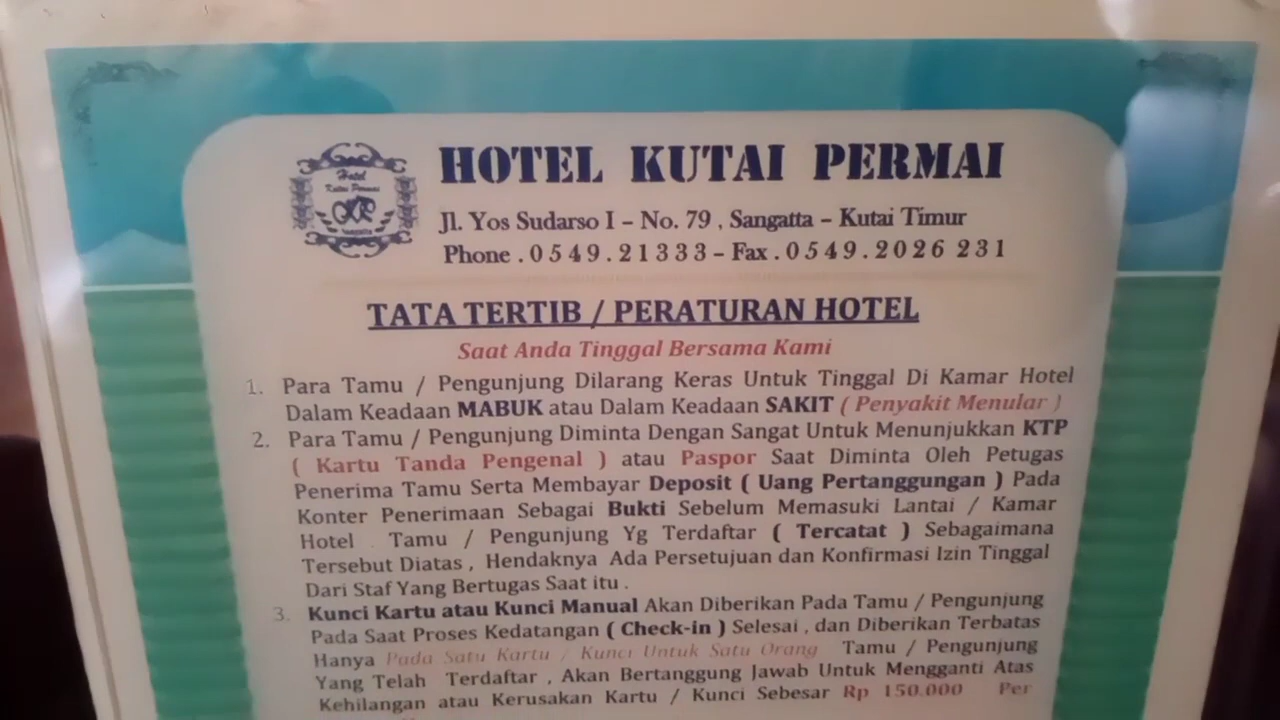 Hotel
Kutai Permai
Sangatta
HOTEL KUTAI PERMAI
Jl. Yos Sudarso I – No. 79 , Sangatta – Kutai Timur
Phone . 0 5 4 9 . 2 1 3 3 3 – Fax . 0 5 4 9 . 2 0 2 6 2 3 1
TATA TERTIB / PERATURAN HOTEL
Saat Anda Tinggal Bersama Kami
1. Para Tamu / Pengunjung Dilarang Keras Untuk Tinggal Di Kamar Hotel
Dalam Keadaan MABUK atau Dalam Keadaan SAKIT ( Penyakit Menular )
2. Para Tamu / Pengunjung Diminta Dengan Sangat Untuk Menunjukkan KTP
( Kartu Tanda Pengenal ) atau Paspor Saat Diminta Oleh Petugas
Penerima Tamu Serta Membayar Deposit ( Uang Pertanggungan ) Pada
Konter Penerimaan Sebagai Bukti Sebelum Memasuki Lantai / Kamar
Hotel . Tamu / Pengunjung Yg Terdaftar ( Tercatat ) Sebagaimana
Tersebut Diatas , Hendaknya Ada Persetujuan dan Konfirmasi Izin Tinggal
Dari Staf Yang Bertugas Saat itu .
3. Kunci Kartu atau Kunci Manual Akan Diberikan Pada Tamu / Pengunjung
Pada Saat Proses Kedatangan ( Check-in ) Selesai , dan Diberikan Terbatas
Hanya Pada Satu Kartu / Kunci Untuk Satu Orang Tamu / Pengunjung
Yang Telah Terdaftar , Akan Bertanggung Jawab Untuk Mengganti Atas
Kehilangan atau Kerusakan Kartu / Kunci Sebesar Rp 150.000 Per